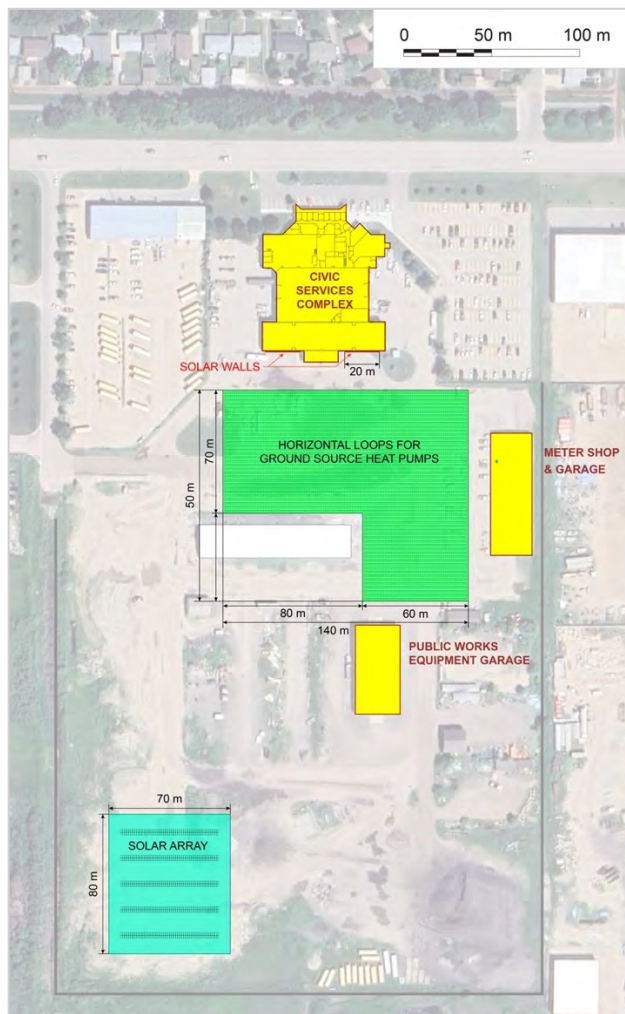 0 50 m 100 m
CIVIC
SERVICES
COMPLEX
SOLAR WALLS
20 m
HORIZONTAL LOOPS FOR
GROUND SOURCE HEAT PUMPS
70 m
50 m
METER SHOP
& GARAGE
80 m 60 m
140 m
PUBLIC WORKS
EQUIPMENT GARAGE
70 m
SOLAR ARRAY
80 m